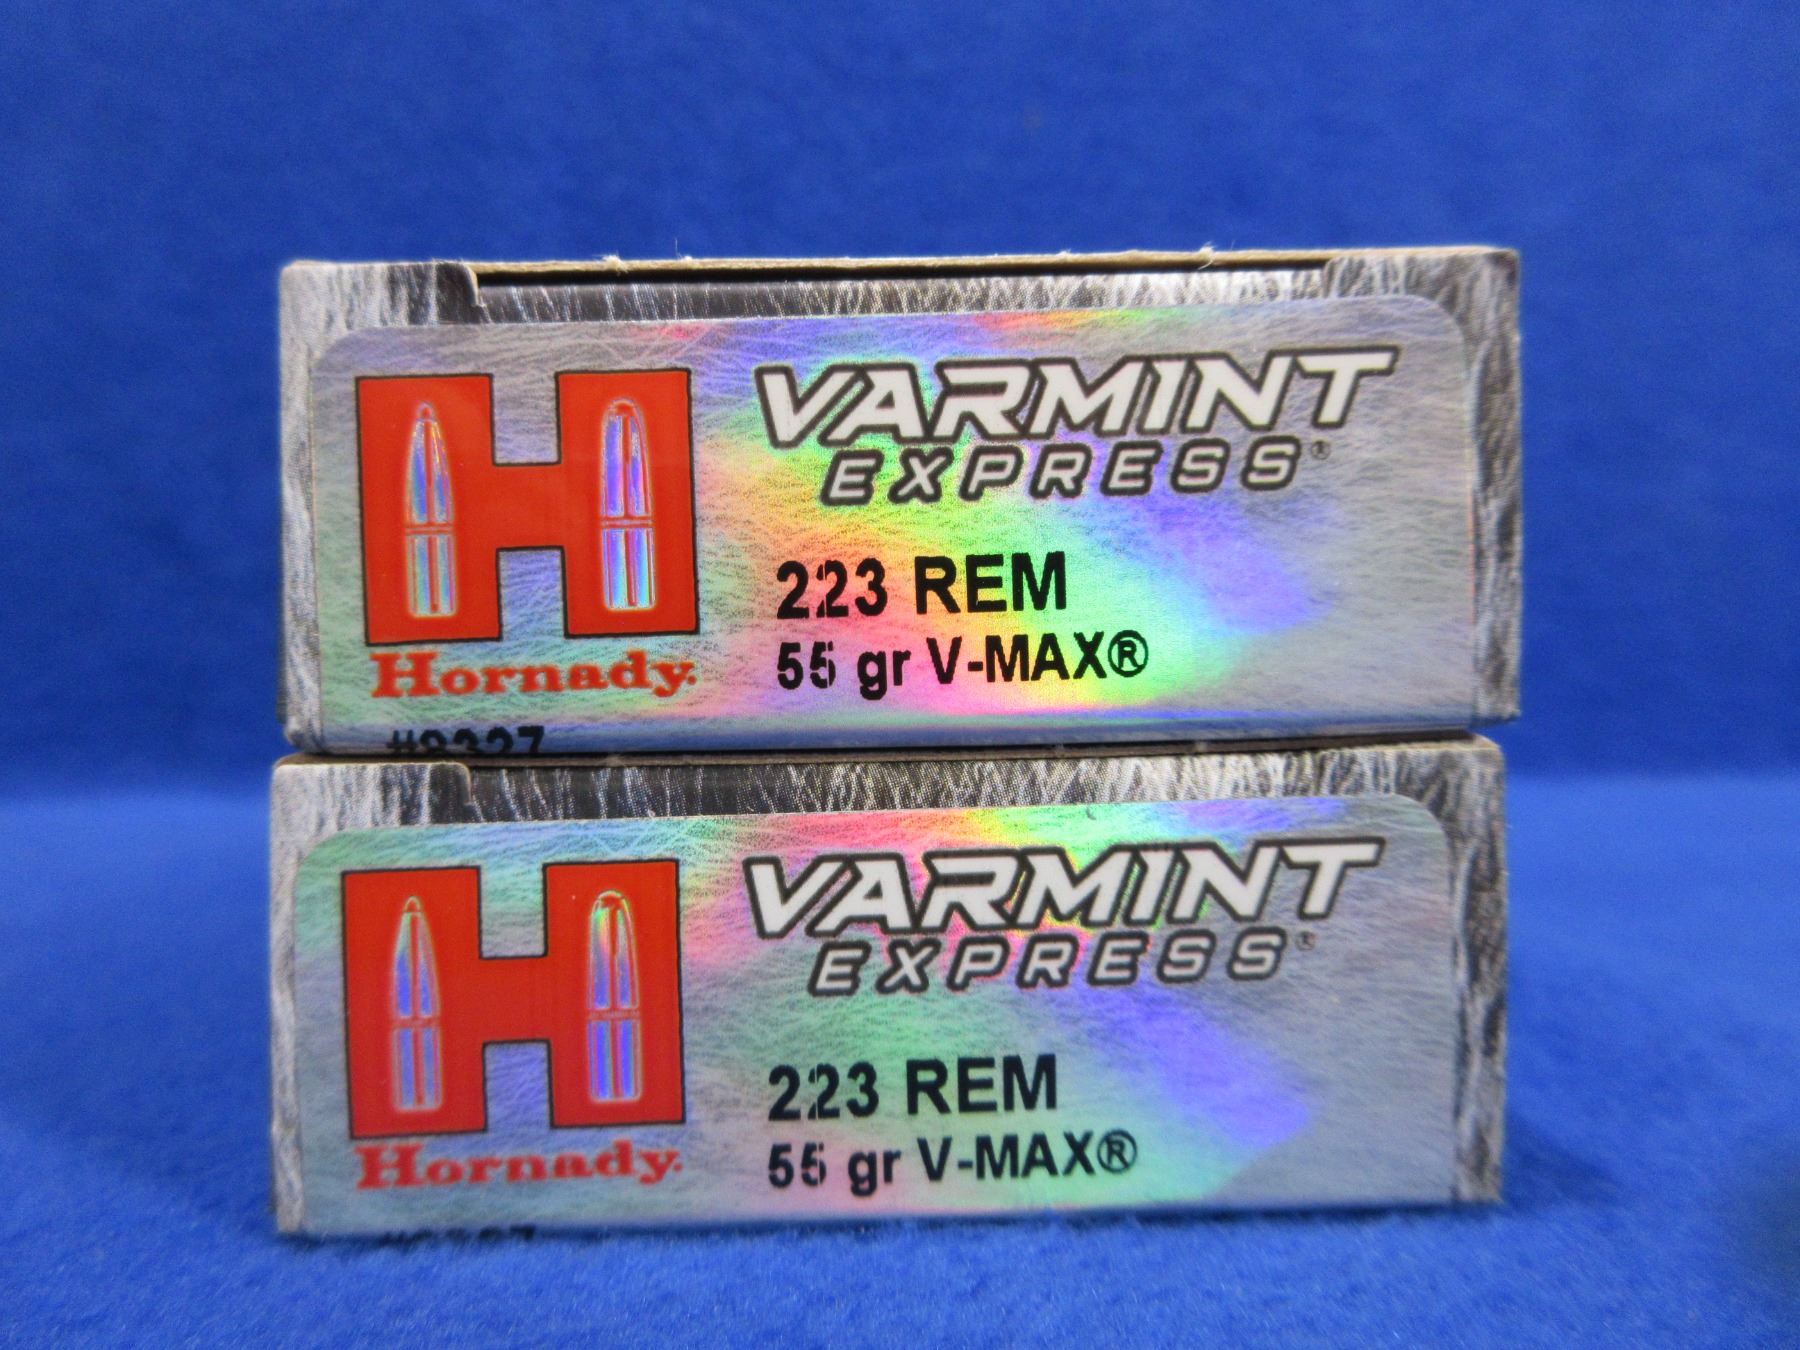 VARMINT
EXPRESS®
223 REM
55 gr V-MAX®
Hornady.
VARMINT
EXPRESS®
223 REM
55 gr V-MAX®
Hornady.